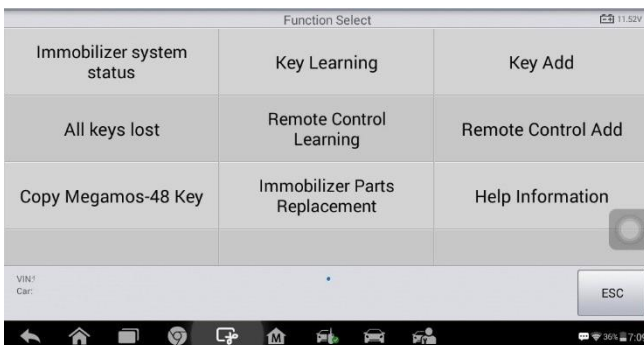 Function Select
11.52V
Immobilizer system
status
Key Learning
Key Add
All keys lost
Remote Control
Learning
Remote Control Add
Copy Megamos-48 Key
Immobilizer Parts
Replacement
Help Information
VIN:
Car:
ESC
M
36%